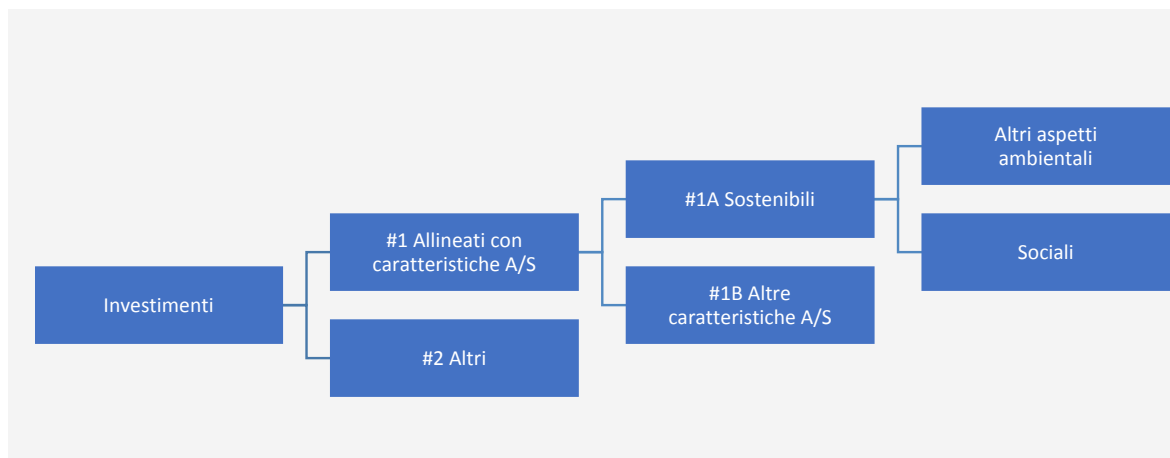 Investimenti
#1 Allineati con
caratteristiche A/S
#2 Altri
#1A Sostenibili
#1B Altre
caratteristiche A/S
Altri aspetti
ambientali
Sociali